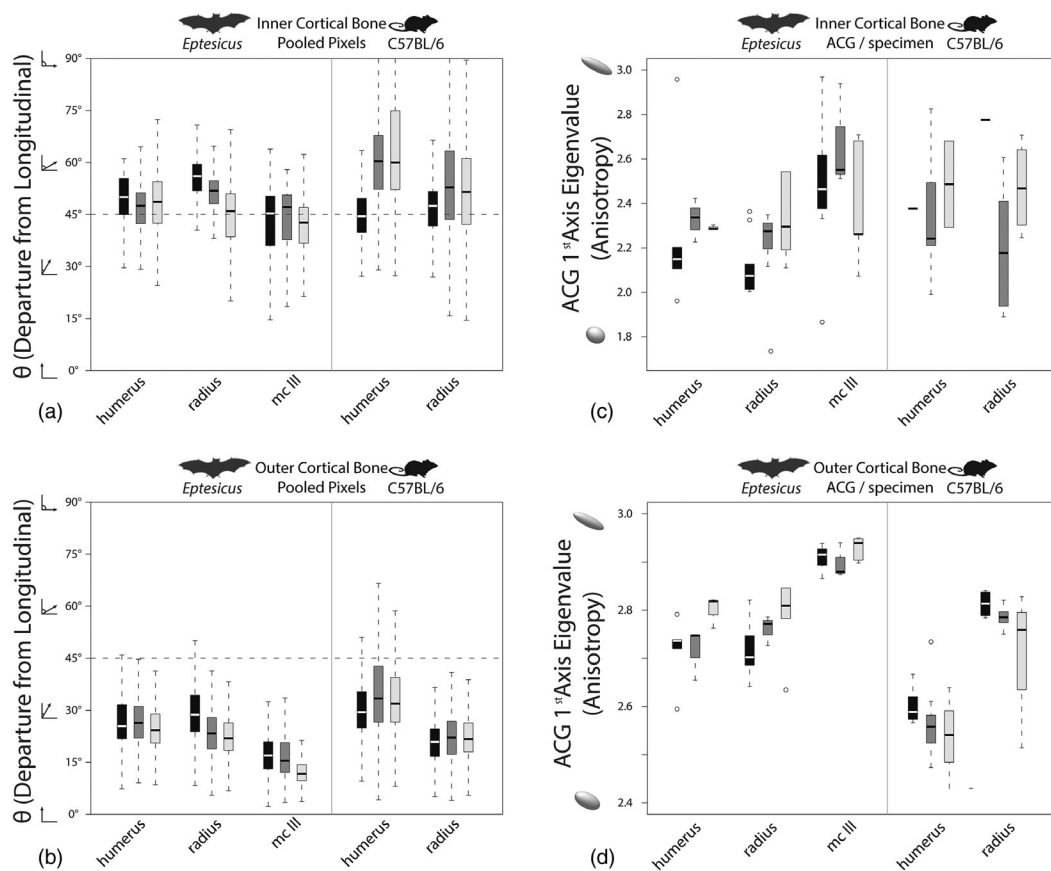 Inner Cortical Bone
Eptesicus Pooled Pixels C57BL/6
θ (Departure from Longitudinal)
90°
75°
60°
45°
30°
15°
0°
humerus radius mc III humerus radius
(a)
Inner Cortical Bone
Eptesicus ACG / specimen C57BL/6
ACG 1st Axis Eigenvalue
(Anisotropy)
3.0
2.8
2.6
2.4
2.2
2.0
1.8
humerus radius mc III humerus radius
(c)
Outer Cortical Bone
Eptesicus Pooled Pixels C57BL/6
θ (Departure from Longitudinal)
90°
75°
60°
45°
30°
15°
0°
humerus radius mc III humerus radius
(b)
Outer Cortical Bone
Eptesicus ACG / specimen C57BL/6
ACG 1st Axis Eigenvalue
(Anisotropy)
3.0
2.8
2.6
2.4
humerus radius mc III humerus radius
(d)